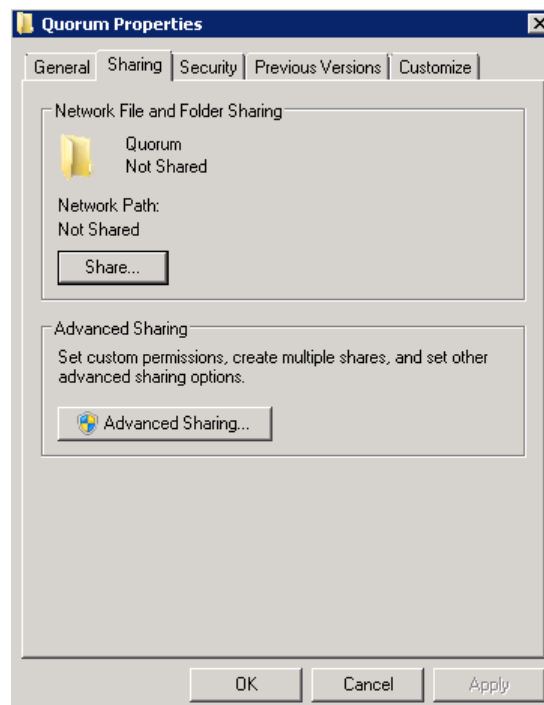 Quorum Properties
General Sharing Security Previous Versions Customize
Network File and Folder Sharing
Quorum
Not Shared
Network Path:
Not Shared
Share...
Advanced Sharing
Set custom permissions, create multiple shares, and set other
advanced sharing options.
Advanced Sharing...
OK Cancel Apply